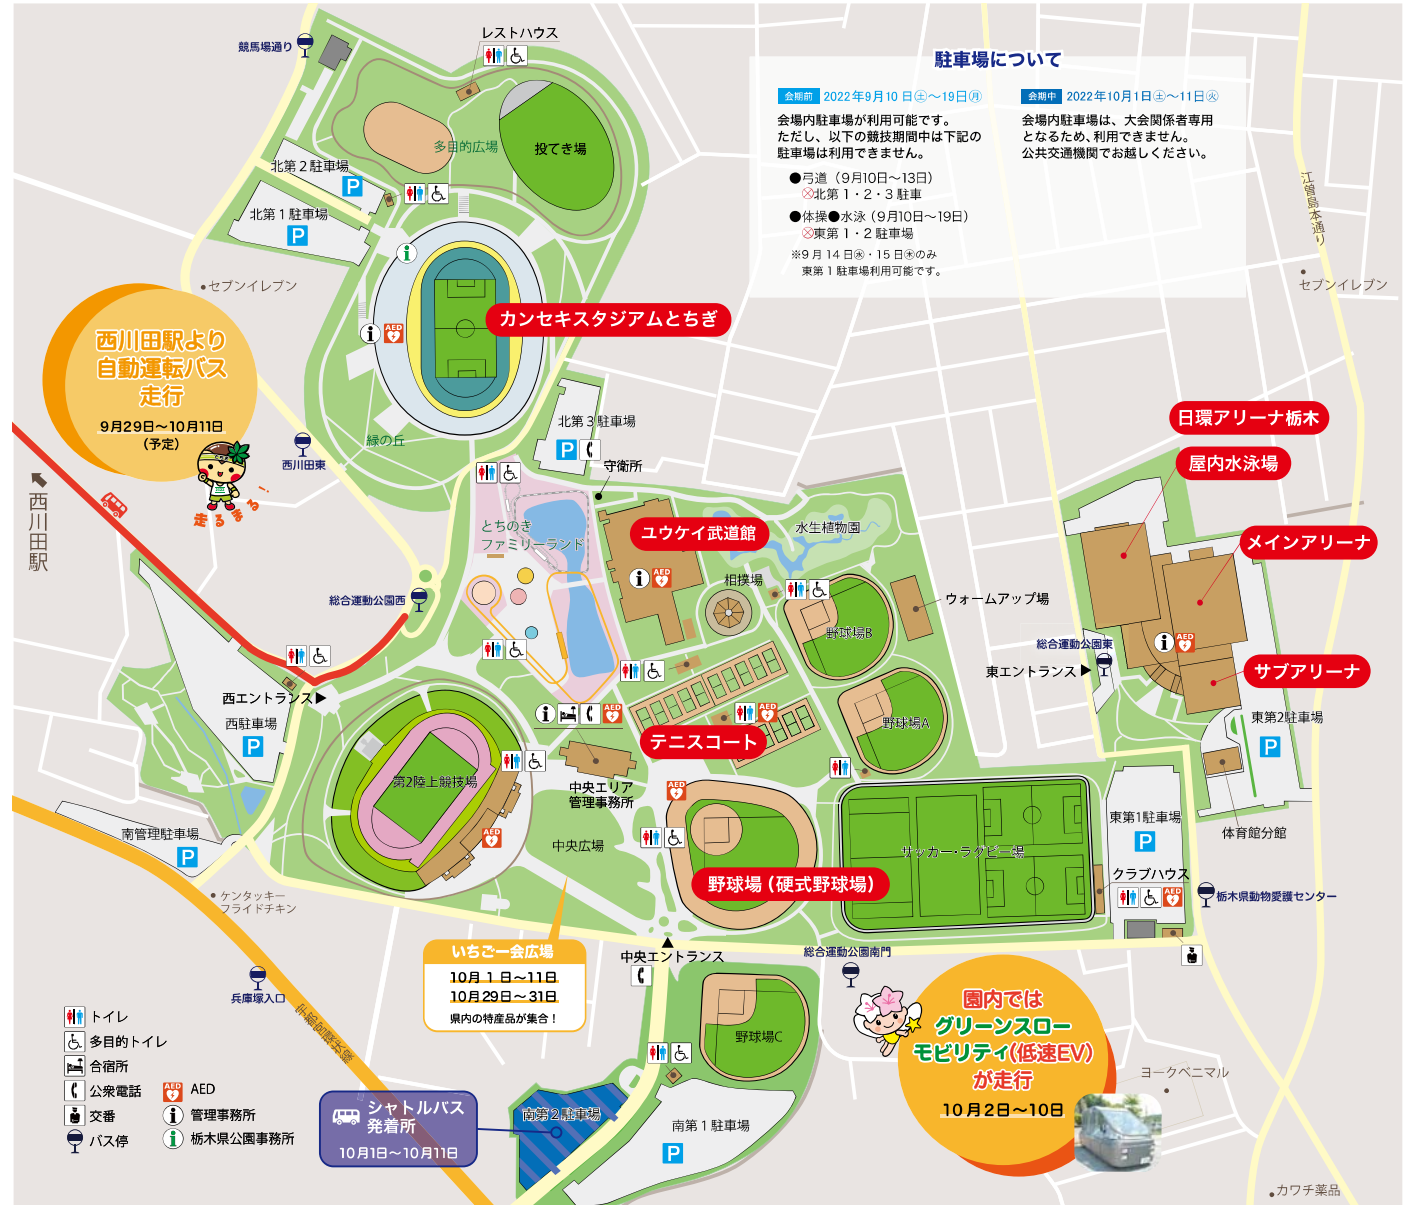 競馬場通り
レストハウス
多目的広場
投てき場
北第2駐車場
P
北第1駐車場
P
セブンイレブン
駐車場について
会期前 2022年9月10日㊏～19日㊊
会場内駐車場が利用可能です。
ただし、以下の競技期間中は下記の
駐車場は利用できません。
●弓道（9月10日～13日）
北第1・2・3駐車
●体操●水泳（9月10日～19日）
東第1・2駐車場
※9月14日㊌・15日㊍のみ
東第1駐車場利用可能です。
会期中 2022年10月1日㊏～11日㊋
会場内駐車場は、大会関係者専用
となるため、利用できません。
公共交通機関でお越しください。
江曽島本通り
セブンイレブン
カンセキスタジアムとちぎ
AED
西川田駅より
自動運転バス
走行
9月29日～10月11日
（予定）
走るまる！
西川田駅
西川田東
緑の丘
北第3駐車場
P
守衛所
とちのき
ファミリーランド
ユウケイ武道館
AED
水生植物園
相撲場
野球場B
ウォームアップ場
日環アリーナ栃木
屋内水泳場
メインアリーナ
サブアリーナ
AED
総合運動公園東
東エントランス▶
総合運動公園西
西エントランス▶
西駐車場
P
AED
テニスコート
AED
野球場A
東第2駐車場
P
体育館分館
第2陸上競技場
AED
中央エリア
管理事務所
中央広場
AED
野球場（硬式野球場）
サッカー・ラグビー場
東第1駐車場
P
クラブハウス
AED
栃木県動物愛護センター
南管理駐車場
P
ケンタッキー
フライドチキン
兵庫塚入口
いちご一会広場
10月1日～11日
10月29日～31日
県内の特産品が集合！
中央エントランス
総合運動公園南門
野球場C
園内では
グリーンスロー
モビリティ（低速EV）
が走行
10月2日～10日
ヨークベニマル
カワチ薬品
シャトルバス
発着所
10月1日～10月11日
南第2駐車場
南第1駐車場
P
トイレ
多目的トイレ
合宿所
公衆電話
交番
バス停
AED AED
管理事務所
栃木県公園事務所